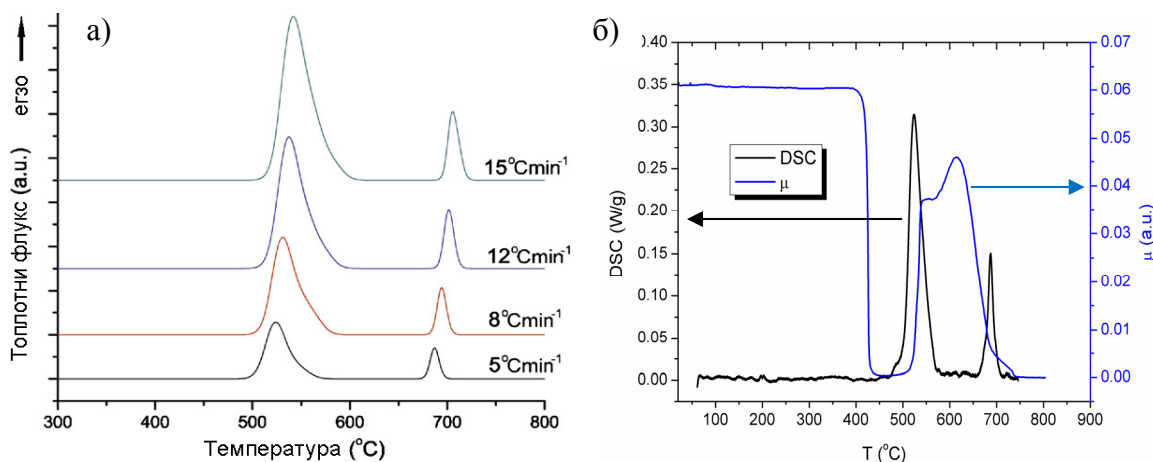 а)
Топлотни флукс (a.u.) егзо
15°Cmin-1
12°Cmin-1
8°Cmin-1
5°Cmin-1
300 400 500 600 700 800
Температура (°C)
б)
0.40
0.35
0.30
0.25
0.20
0.15
0.10
0.05
0.00
DSC (W/g)
DSC
μ
0.07
0.06
0.05
0.04
0.03
0.02
0.01
0.00
μ (a.u.)
100 200 300 400 500 600 700 800 900
T (°C)